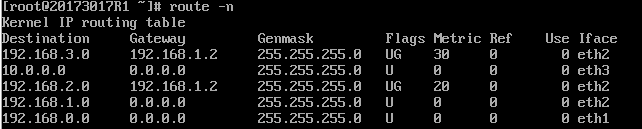 [root@20173017R1 ~]# route -n
Kernel IP routing table
Destination Gateway Genmask Flags Metric Ref Use Iface
192.168.3.0 192.168.1.2 255.255.255.0 UG 30 0 0 eth2
10.0.0.0 0.0.0.0 255.255.255.0 U 0 0 0 eth3
192.168.2.0 192.168.1.2 255.255.255.0 UG 20 0 0 eth2
192.168.1.0 0.0.0.0 255.255.255.0 U 0 0 0 eth2
192.168.0.0 0.0.0.0 255.255.255.0 U 0 0 0 eth1